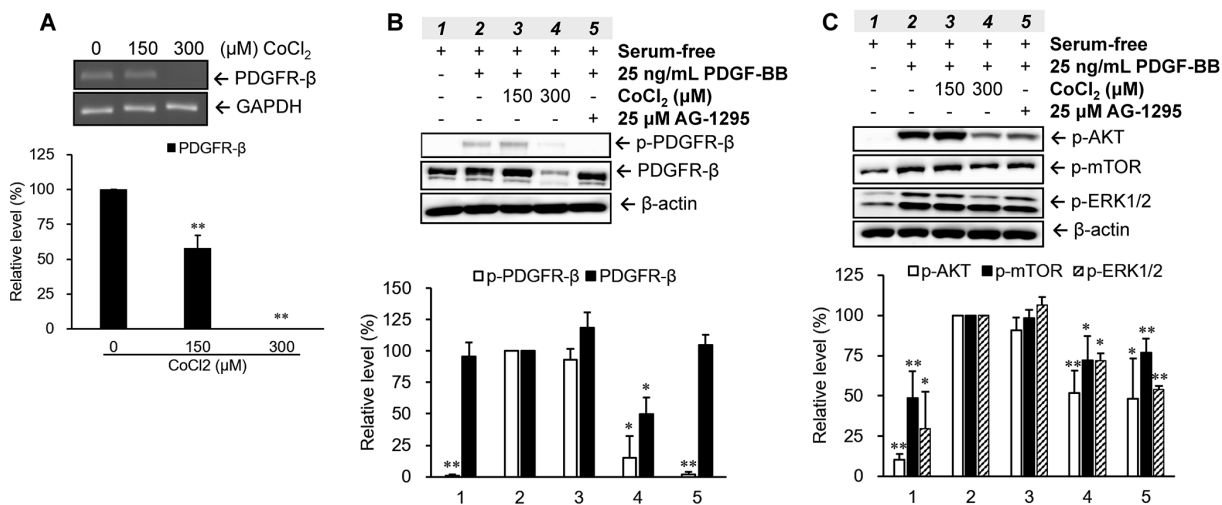 A
0 150 300 (μM) CoCl2
← PDGFR-β
← GAPDH
■ PDGFR-β
Relative level (%)
125
100
75
50
25
0
**
**
0 150 300
CoCl2 (μM)
B
1 2 3 4 5
+ + + + + Serum-free
- + + + + 25 ng/mL PDGF-BB
- - 150 300 - CoCl2 (μM)
- - - - + 25 μM AG-1295
← p-PDGFR-β
← PDGFR-β
← β-actin
□ p-PDGFR-β ■ PDGFR-β
Relative level (%)
150
125
100
75
50
25
0
** * * **
1 2 3 4 5
C
1 2 3 4 5
+ + + + + Serum-free
- + + + + 25 ng/mL PDGF-BB
- - 150 300 - CoCl2 (μM)
- - - - + 25 μM AG-1295
← p-AKT
← p-mTOR
← p-ERK1/2
← β-actin
□ p-AKT ■ p-mTOR p-ERK1/2
Relative level (%)
125
100
75
50
25
0
** ** * ** * * * ** **
1 2 3 4 5